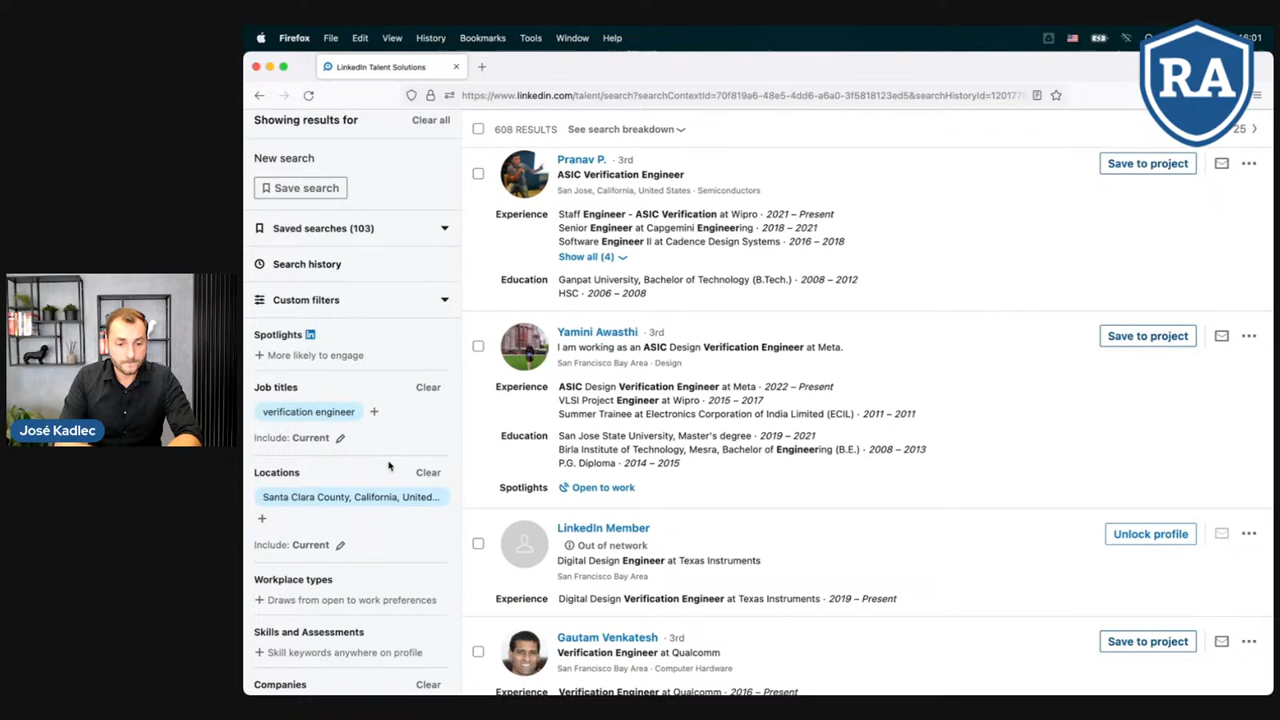 Firefox File Edit View History Bookmarks Tools Window Help
16:01
RA
LinkedIn Talent Solutions
https://www.linkedin.com/talent/search?searchContextId=70f819a6-48e5-4dd6-a6a0-3f5818123ed5&searchHistoryId=120177
Showing results for Clear all
New search
Save search
Saved searches (103)
Search history
Custom filters
Spotlights in
+ More likely to engage
Job titles Clear
verification engineer +
Include: Current
Locations Clear
Santa Clara County, California, United...
+
Include: Current
Workplace types
+ Draws from open to work preferences
Skills and Assessments
+ Skill keywords anywhere on profile
Companies Clear
608 RESULTS See search breakdown
25
Pranav P. · 3rd
ASIC Verification Engineer
San Jose, California, United States · Semiconductors
Save to project
Experience Staff Engineer - ASIC Verification at Wipro · 2021 – Present
Senior Engineer at Capgemini Engineering · 2018 – 2021
Software Engineer II at Cadence Design Systems · 2016 – 2018
Show all (4)
Education Ganpat University, Bachelor of Technology (B.Tech.) · 2008 – 2012
HSC · 2006 – 2008
Yamini Awasthi · 3rd
I am working as an ASIC Design Verification Engineer at Meta.
San Francisco Bay Area · Design
Save to project
Experience ASIC Design Verification Engineer at Meta · 2022 – Present
VLSI Project Engineer at Wipro · 2015 – 2017
Summer Trainee at Electronics Corporation of India Limited (ECIL) · 2011 – 2011
Education San Jose State University, Master's degree · 2019 – 2021
Birla Institute of Technology, Mesra, Bachelor of Engineering (B.E.) · 2008 – 2013
P.G. Diploma · 2014 – 2015
Spotlights Open to work
LinkedIn Member
Out of network
Digital Design Engineer at Texas Instruments
San Francisco Bay Area
Unlock profile
Experience Digital Design Verification Engineer at Texas Instruments · 2019 – Present
Gautam Venkatesh · 3rd
Verification Engineer at Qualcomm
San Francisco Bay Area · Computer Hardware
Save to project
Experience Verification Engineer at Qualcomm · 2016 – Present
José Kadlec